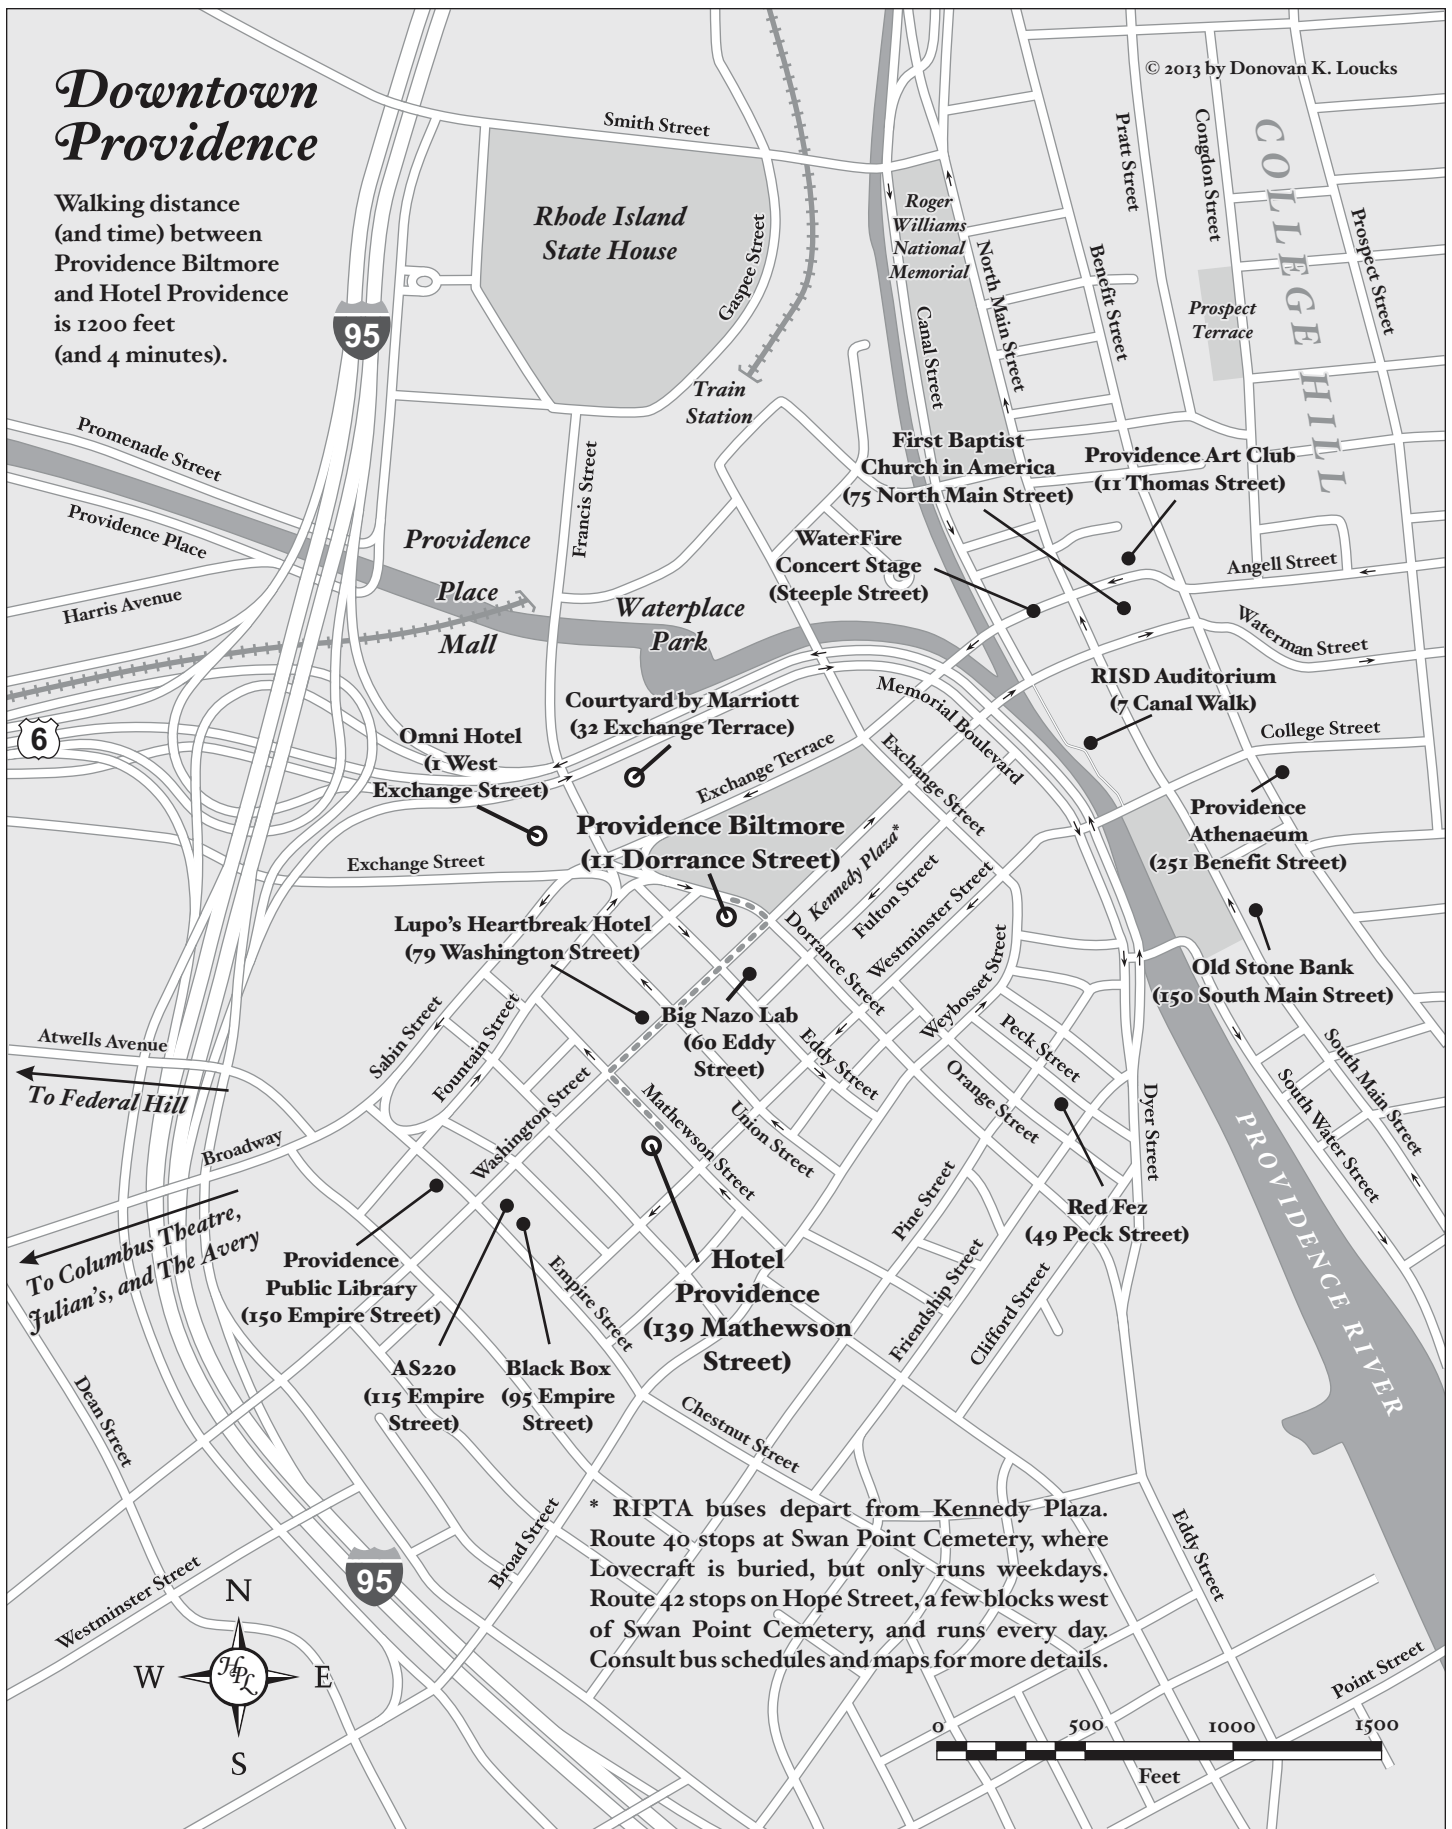 Downtown
Providence
Walking distance
(and time) between
Providence Biltmore
and Hotel Providence
is 1200 feet
(and 4 minutes).
© 2013 by Donovan K. Loucks
Smith Street
Rhode Island
State House
Gaspee Street
Roger
Williams
National
Memorial
North Main Street
Canal Street
Pratt Street
Congdon Street
Benefit Street
COLLEGE HILL
Prospect Street
Prospect
Terrace
95
Train
Station
Promenade Street
Providence Place
Harris Avenue
Francis Street
Providence
Place
Mall
Waterplace
Park
First Baptist
Church in America
(75 North Main Street)
Providence Art Club
(11 Thomas Street)
WaterFire
Concert Stage
(Steeple Street)
Angell Street
Waterman Street
RISD Auditorium
(7 Canal Walk)
College Street
6
Courtyard by Marriott
(32 Exchange Terrace)
Omni Hotel
(1 West
Exchange Street)
Memorial Boulevard
Exchange Terrace
Exchange Street
Providence
Athenaeum
(251 Benefit Street)
Providence Biltmore
(11 Dorrance Street)
Exchange Street
Kennedy Plaza*
Fulton Street
Westminster Street
Dorrance Street
Weybosset Street
Lupo's Heartbreak Hotel
(79 Washington Street)
Old Stone Bank
(150 South Main Street)
Big Nazo Lab
(60 Eddy
Street)
Sabin Street
Fountain Street
Washington Street
Eddy Street
Peck Street
Orange Street
Atwells Avenue
To Federal Hill
Broadway
Mathewson Street
Union Street
Dyer Street
South Main Street
South Water Street
PROVIDENCE RIVER
To Columbus Theatre,
Julian's, and The Avery
Providence
Public Library
(150 Empire Street)
Empire Street
Hotel
Providence
(139 Mathewson
Street)
Pine Street
Friendship Street
Clifford Street
Red Fez
(49 Peck Street)
AS220
(115 Empire
Street)
Black Box
(95 Empire
Street)
Dean Street
Chestnut Street
Broad Street
Westminster Street
95
Eddy Street
* RIPTA buses depart from Kennedy Plaza.
Route 40 stops at Swan Point Cemetery, where
Lovecraft is buried, but only runs weekdays.
Route 42 stops on Hope Street, a few blocks west
of Swan Point Cemetery, and runs every day.
Consult bus schedules and maps for more details.
N
W
HPL
E
S
Point Street
0 500 1000 1500
Feet